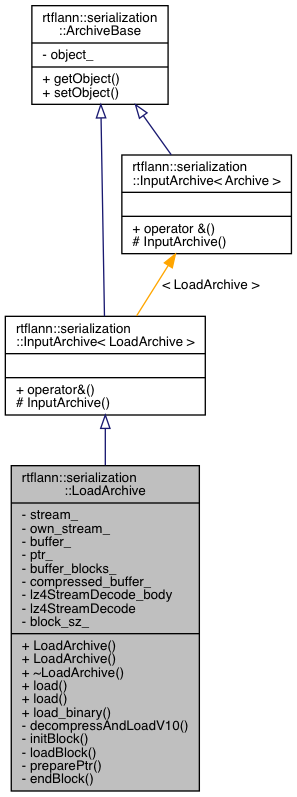 rtflann::serialization
::ArchiveBase
- object_
+ getObject()
+ setObject()
rtflann::serialization
::InputArchive< Archive >
+ operator &()
# InputArchive()
< LoadArchive >
rtflann::serialization
::InputArchive< LoadArchive >
+ operator&()
# InputArchive()
rtflann::serialization
::LoadArchive
- stream_
- own_stream_
- buffer_
- ptr_
- buffer_blocks_
- compressed_buffer_
- lz4StreamDecode_body
- lz4StreamDecode
- block_sz_
+ LoadArchive()
+ LoadArchive()
+ ~LoadArchive()
+ load()
+ load()
+ load_binary()
- decompressAndLoadV10()
- initBlock()
- loadBlock()
- preparePtr()
- endBlock()